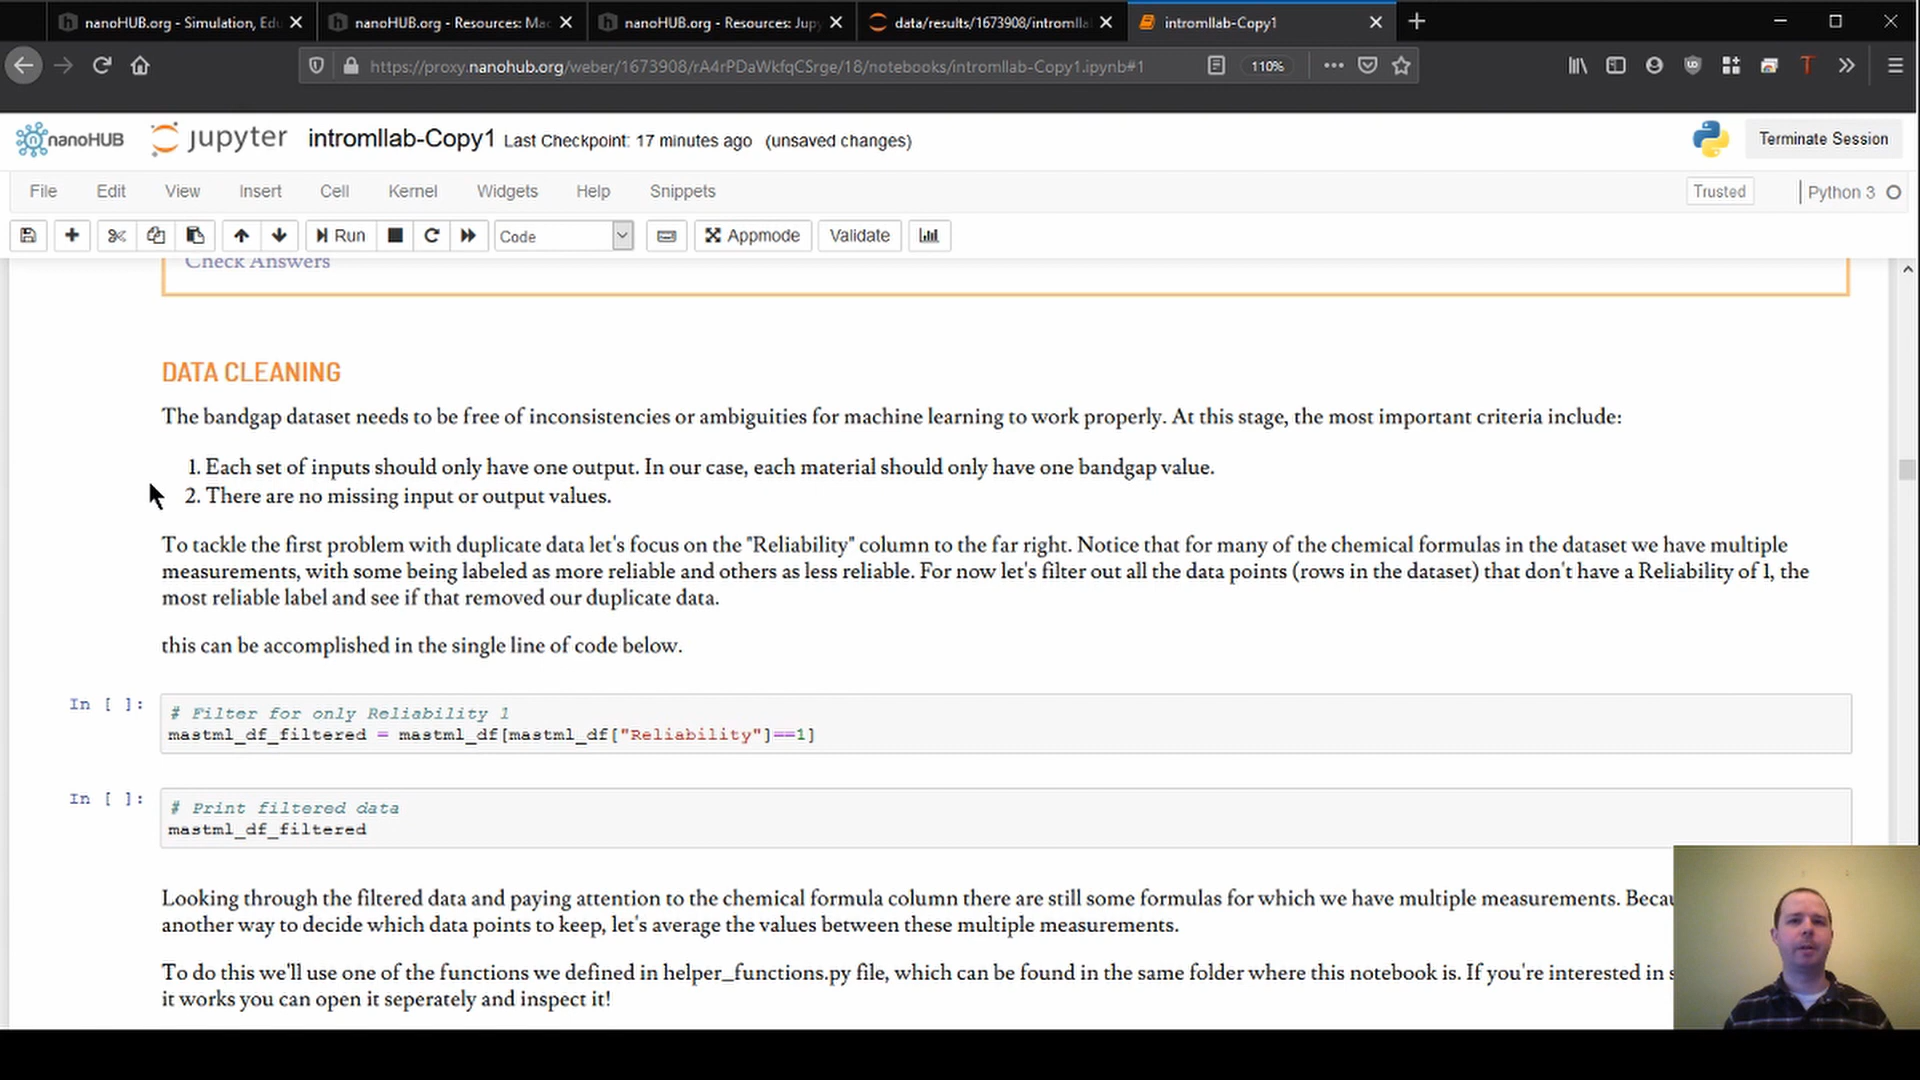 nanoHUB.org - Simulation, Edu
nanoHUB.org - Resources: Mac
nanoHUB.org - Resources: Jupy
data/results/1673908/intromllab
intromllab-Copy1
https://proxy.nanohub.org/weber/1673908/rA4rPDaWkfqCSrge/18/notebooks/intromllab-Copy1.ipynb#1
110%
nanoHUB
jupyter
intromllab-Copy1 Last Checkpoint: 17 minutes ago (unsaved changes)
Terminate Session
File Edit View Insert Cell Kernel Widgets Help Snippets
Trusted
Python 3
Run
Code
Appmode
Validate
Check Answers
DATA CLEANING
The bandgap dataset needs to be free of inconsistencies or ambiguities for machine learning to work properly. At this stage, the most important criteria include:
1. Each set of inputs should only have one output. In our case, each material should only have one bandgap value.
2. There are no missing input or output values.
To tackle the first problem with duplicate data let's focus on the "Reliability" column to the far right. Notice that for many of the chemical formulas in the dataset we have multiple
measurements, with some being labeled as more reliable and others as less reliable. For now let's filter out all the data points (rows in the dataset) that don't have a Reliability of 1, the
most reliable label and see if that removed our duplicate data.
this can be accomplished in the single line of code below.
In [ ]:
# Filter for only Reliability 1
mastml_df_filtered = mastml_df[mastml_df["Reliability"]==1]
In [ ]:
# Print filtered data
mastml_df_filtered
Looking through the filtered data and paying attention to the chemical formula column there are still some formulas for which we have multiple measurements. Becau
another way to decide which data points to keep, let's average the values between these multiple measurements.
To do this we'll use one of the functions we defined in helper_functions.py file, which can be found in the same folder where this notebook is. If you're interested in s
it works you can open it seperately and inspect it!